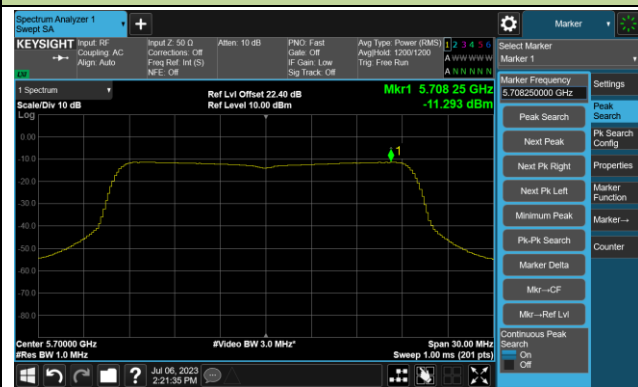 Spectrum Analyzer 1
Swept SA
Marker
KEYSIGHT
Input: RF
Coupling: AC
Align: Auto
Input Z: 50 Ω
Corrections: Off
Freq Ref: Int (S)
NFE: Off
Atten: 10 dB
PNO: Fast
Gate: Off
IF Gain: Low
Sig Track: Off
Avg Type: Power (RMS)
Avg|Hold: 1200/1200
Trig: Free Run
1 2 3 4 5 6
A W W W W W
A N N N N N
Select Marker
Marker 1
1 Spectrum
Scale/Div 10 dB
Log
Ref Lvl Offset 22.40 dB
Ref Level 10.00 dBm
Mkr1 5.708 25 GHz
-11.293 dBm
Marker Frequency
5.708250000 GHz
Peak Search
Next Peak
Next Pk Right
Next Pk Left
Minimum Peak
Pk-Pk Search
Marker Delta
Mkr→CF
Mkr→Ref Lvl
Continuous Peak
Search
On
Off
Settings
Peak
Search
Pk Search
Config
Properties
Marker
Function
Marker→
Counter
0.00
-10.0
-20.0
-30.0
-40.0
-50.0
-60.0
-70.0
-80.0
1
Center 5.70000 GHz
#Res BW 1.0 MHz
#Video BW 3.0 MHz*
Span 30.00 MHz
Sweep 1.00 ms (201 pts)
Jul 06, 2023
2:21:35 PM